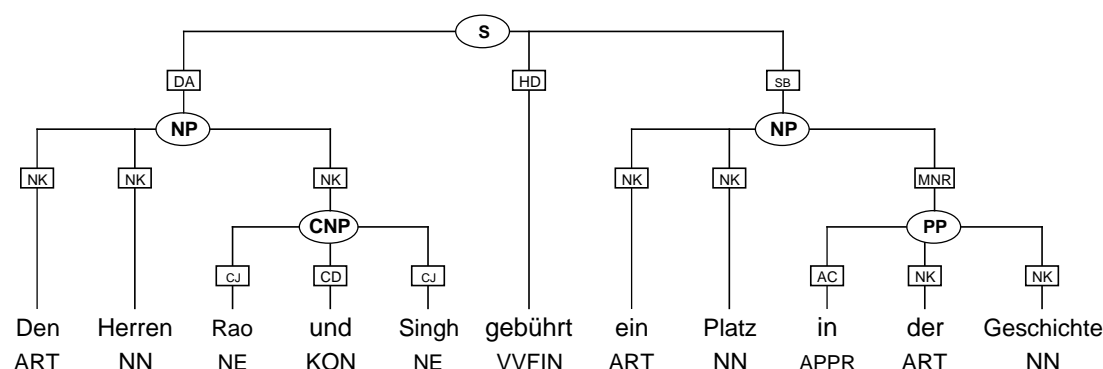 S
DA HD SB
NP NP
NK NK NK NK NK MNR
CNP PP
CJ CD CJ AC NK NK
Den Herren Rao und Singh gebührt ein Platz in der Geschichte
ART NN NE KON NE VVFIN ART NN APPR ART NN